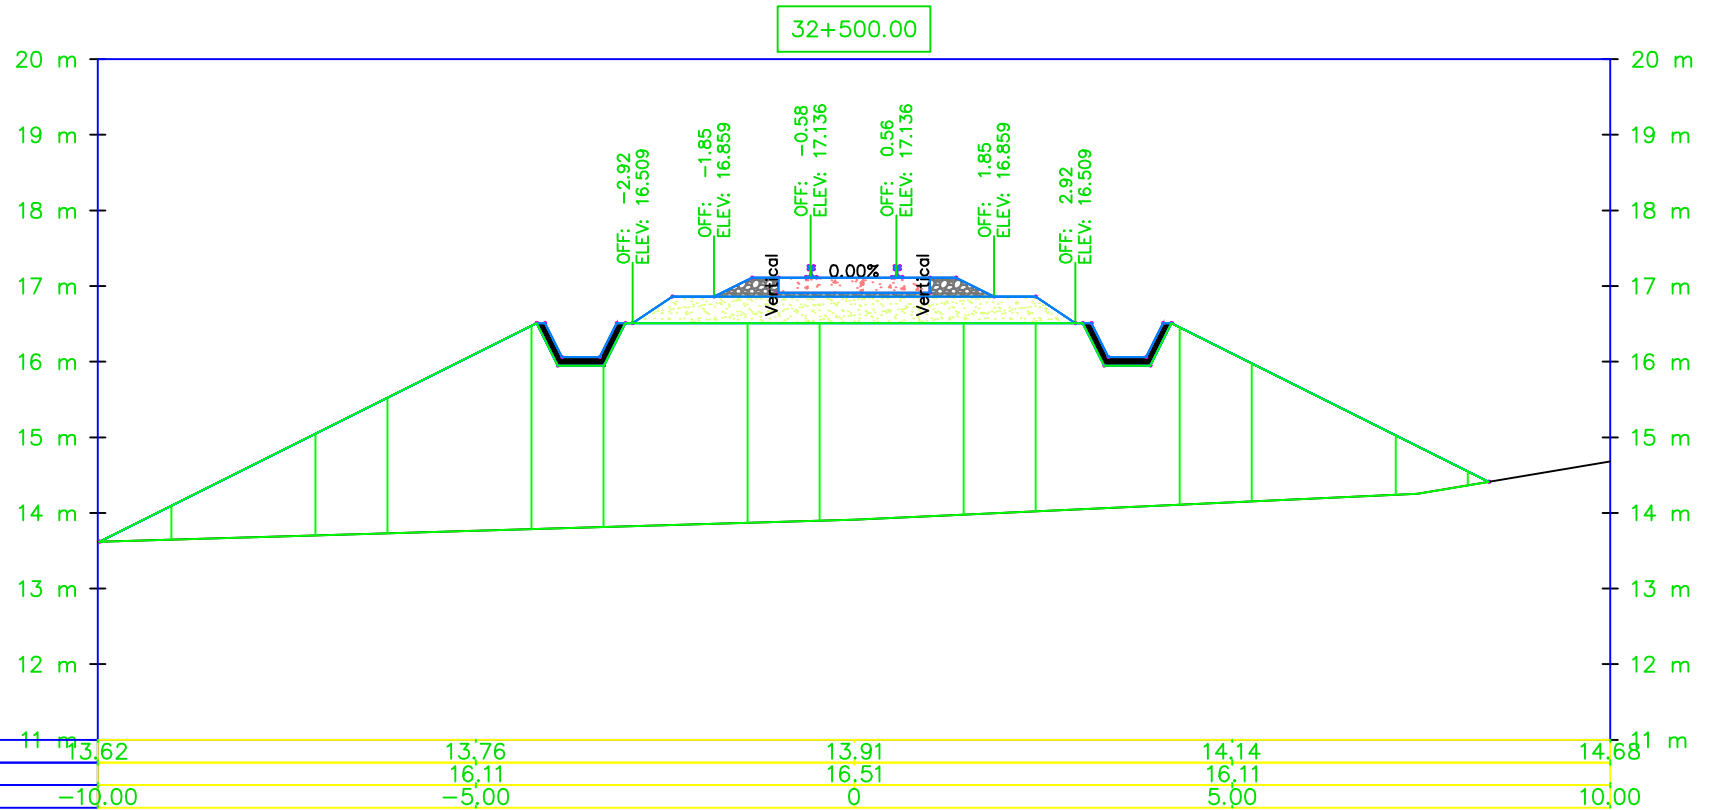 32+500.00
20 m
20 m
19 m
19 m
18 m
18 m
17 m
17 m
16 m
16 m
15 m
15 m
14 m
14 m
13 m
13 m
12 m
12 m
11 m
11 m
OFF: -2.92
ELEV: 16.509
OFF: -1.85
ELEV: 16.859
OFF: -0.58
ELEV: 17.136
OFF: 0.56
ELEV: 17.136
OFF: 1.85
ELEV: 16.859
OFF: 2.92
ELEV: 16.509
Vertical
0.00%
Vertical
13.62 13.76 13.91 14.14 14.68
16.11 16.51 16.11
-10.00 -5.00 0 5.00 10.00